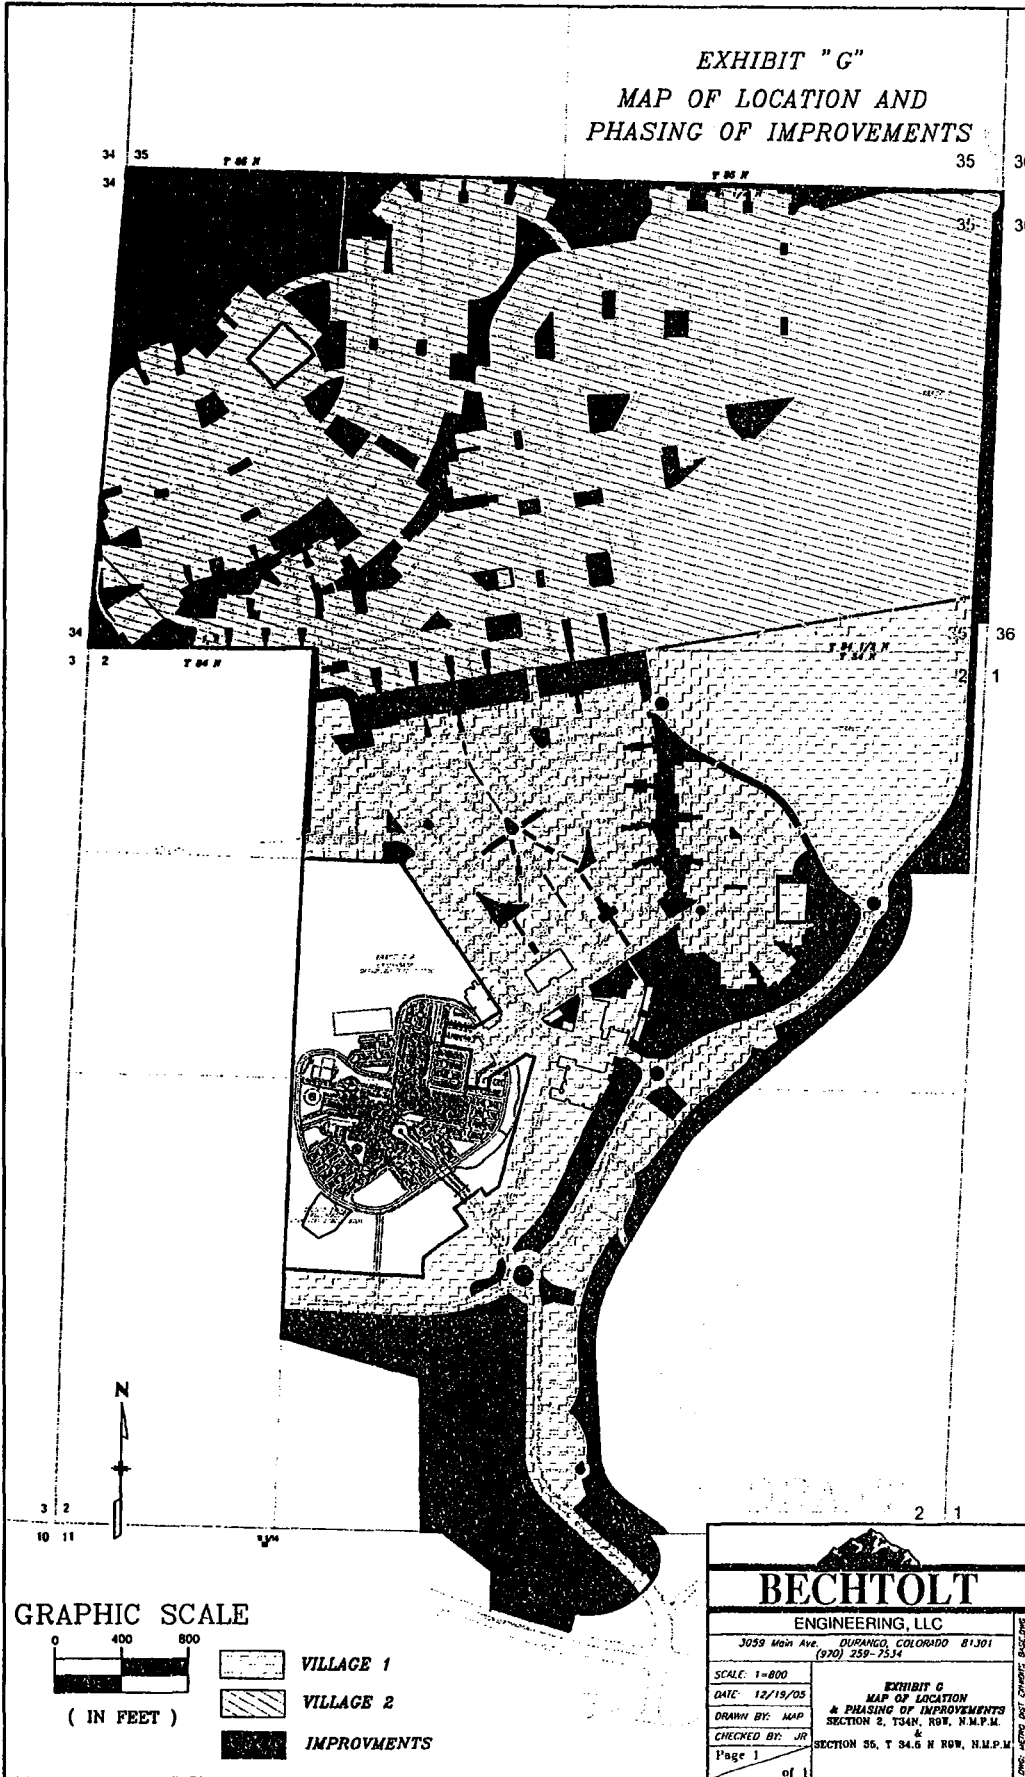 EXHIBIT "G"
MAP OF LOCATION AND
PHASING OF IMPROVEMENTS
34 35
35
34
35
34
36
3 2
T 84 N
2 1
3 2
10 11
2 1
N
GRAPHIC SCALE
0 400 800
( IN FEET )
VILLAGE 1
VILLAGE 2
IMPROVMENTS
BECHTOLT
ENGINEERING, LLC
3059 Main Ave. DURANGO, COLORADO 81301
(970) 259-7534
SCALE: 1=800
DATE: 12/19/05
DRAWN BY: MAP
CHECKED BY: JR
Page 1
of 1
EXHIBIT G
MAP OF LOCATION
& PHASING OF IMPROVEMENTS
SECTION 2, T34N, R9W, N.M.P.M.
&
SECTION 35, T 34.5 N R9W, N.M.P.M.